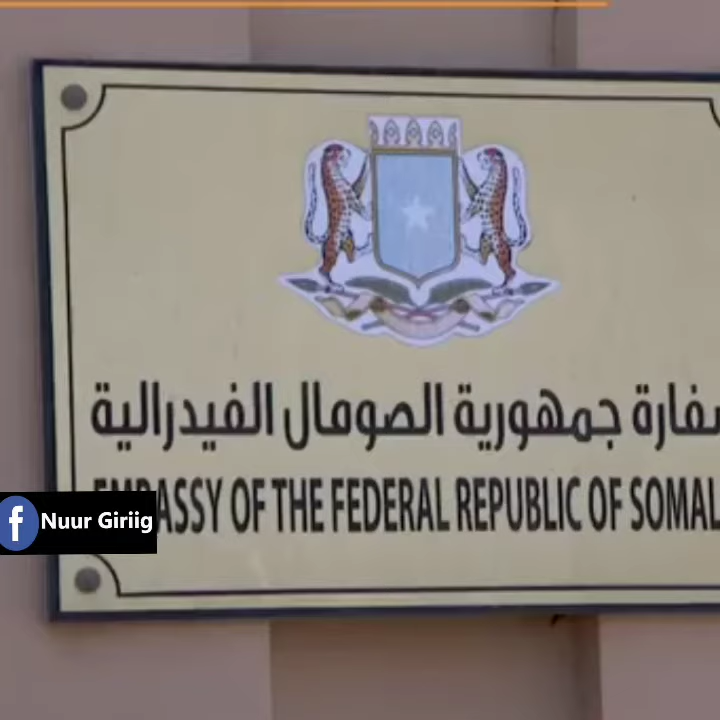 سفارة جمهورية الصومال الفيدرالية
EMBASSY OF THE FEDERAL REPUBLIC OF SOMAL
Nuur Giriig